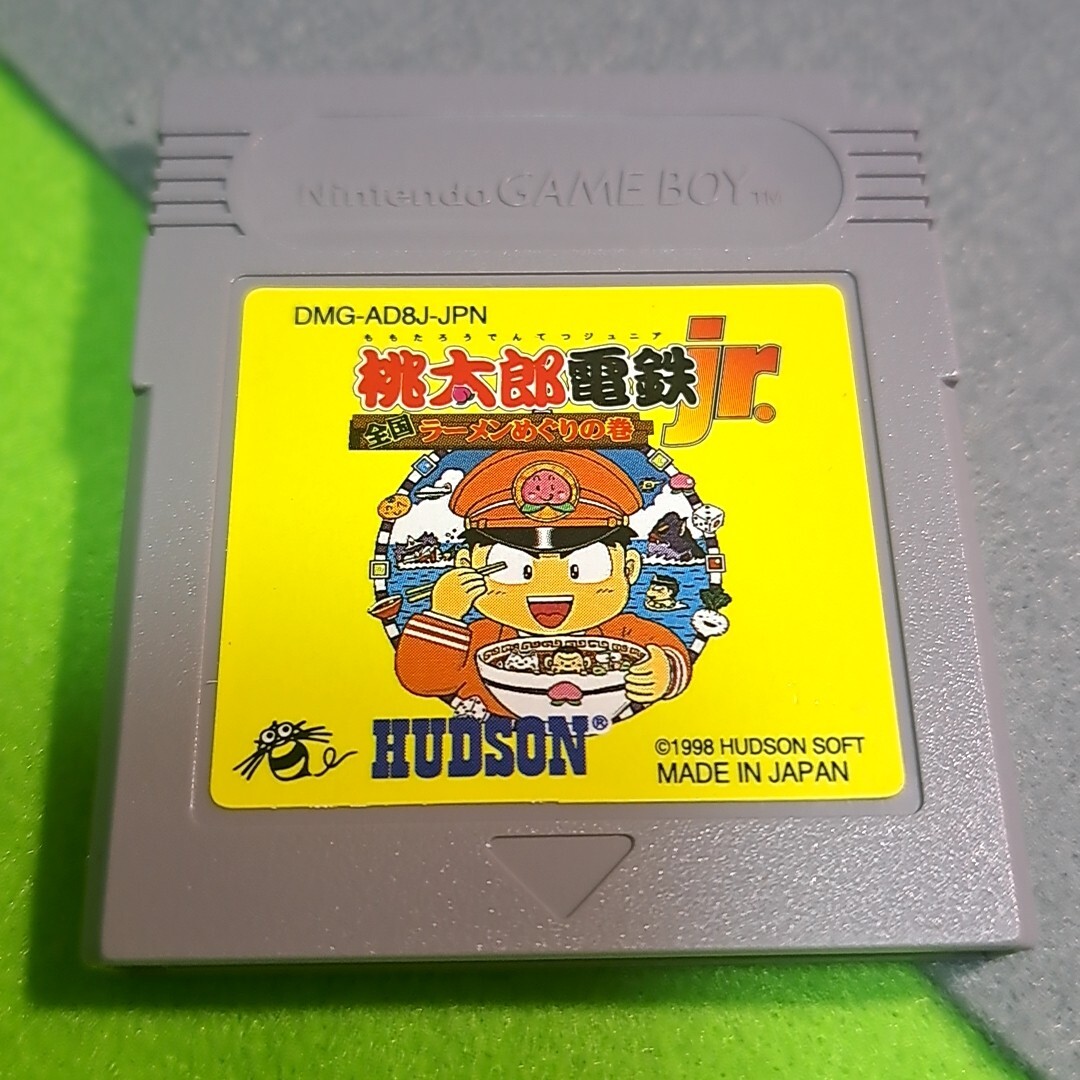 Nintendo GAME BOY TM
DMG-AD8J-JPN
ももたろうでんてつジュニア
桃太郎電鉄jr.
全国ラーメンめぐりの巻
HUDSON®
©1998 HUDSON SOFT
MADE IN JAPAN